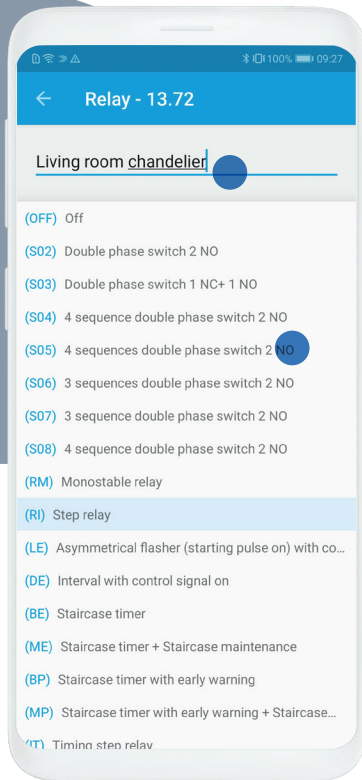 100% 09:27
Relay - 13.72
Living room chandelier
(OFF) Off
(S02) Double phase switch 2 NO
(S03) Double phase switch 1 NC+ 1 NO
(S04) 4 sequence double phase switch 2 NO
(S05) 4 sequences double phase switch 2 NO
(S06) 3 sequences double phase switch 2 NO
(S07) 3 sequence double phase switch 2 NO
(S08) 4 sequence double phase switch 2 NO
(RM) Monostable relay
(RI) Step relay
(LE) Asymmetrical flasher (starting pulse on) with co...
(DE) Interval with control signal on
(BE) Staircase timer
(ME) Staircase timer + Staircase maintenance
(BP) Staircase timer with early warning
(MP) Staircase timer with early warning + Staircase...
(IT) Timing step relay